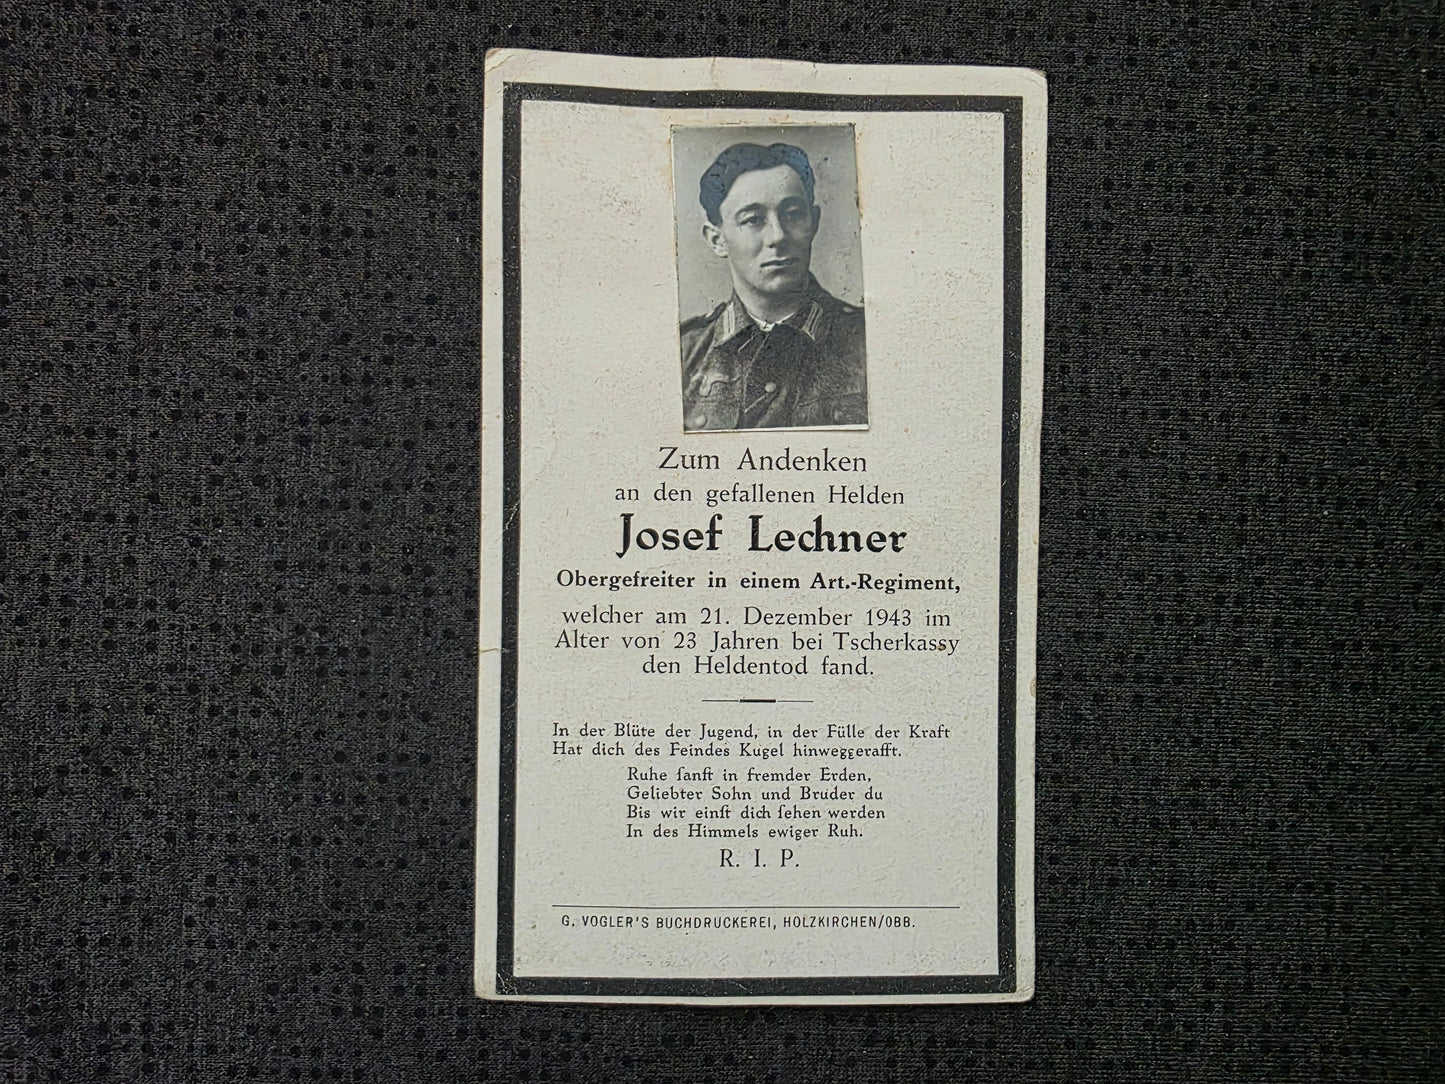 Zum Andenken
an den gefallenen Helden
Josef Lechner
Obergefreiter in einem Art.-Regiment,
welcher am 21. Dezember 1943 im
Alter von 23 Jahren bei Tscherkassy
den Heldentod fand.
In der Blüte der Jugend, in der Fülle der Kraft
Hat dich des Feindes Kugel hinweggerafft.
Ruhe ſanft in fremder Erden,
Geliebter Sohn und Bruder du
Bis wir einſt dich ſehen werden
In des Himmels ewiger Ruh.
R. I. P.
G. VOGLER'S BUCHDRUCKEREI, HOLZKIRCHEN/OBB.